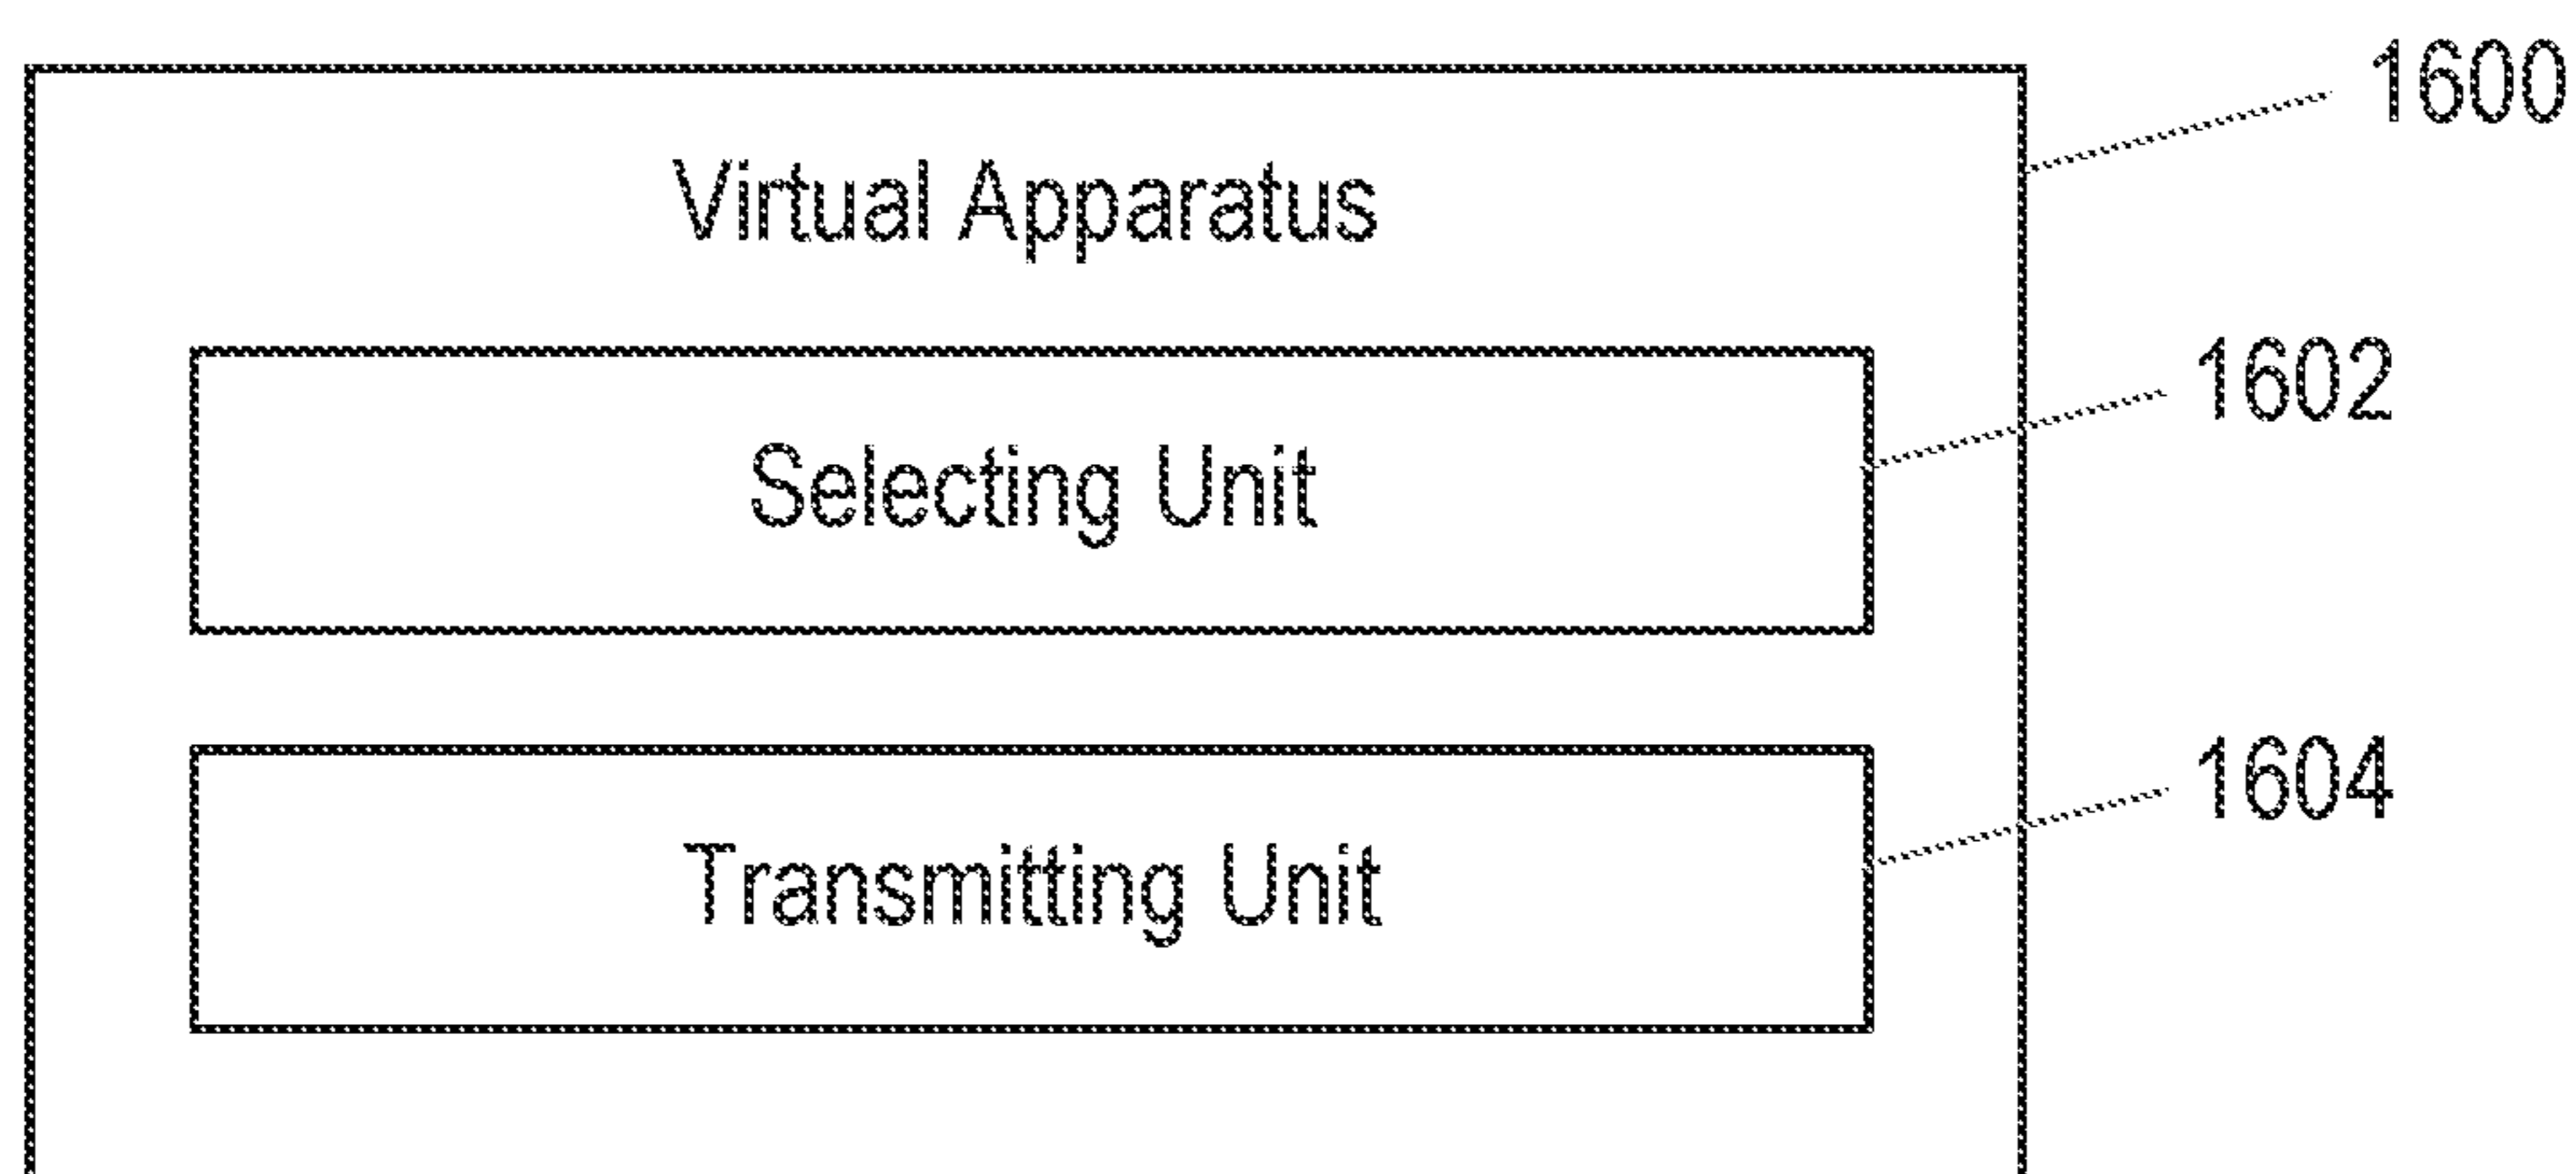 1600
Virtual Apparatus
1602
Selecting Unit
1604
Transmitting Unit